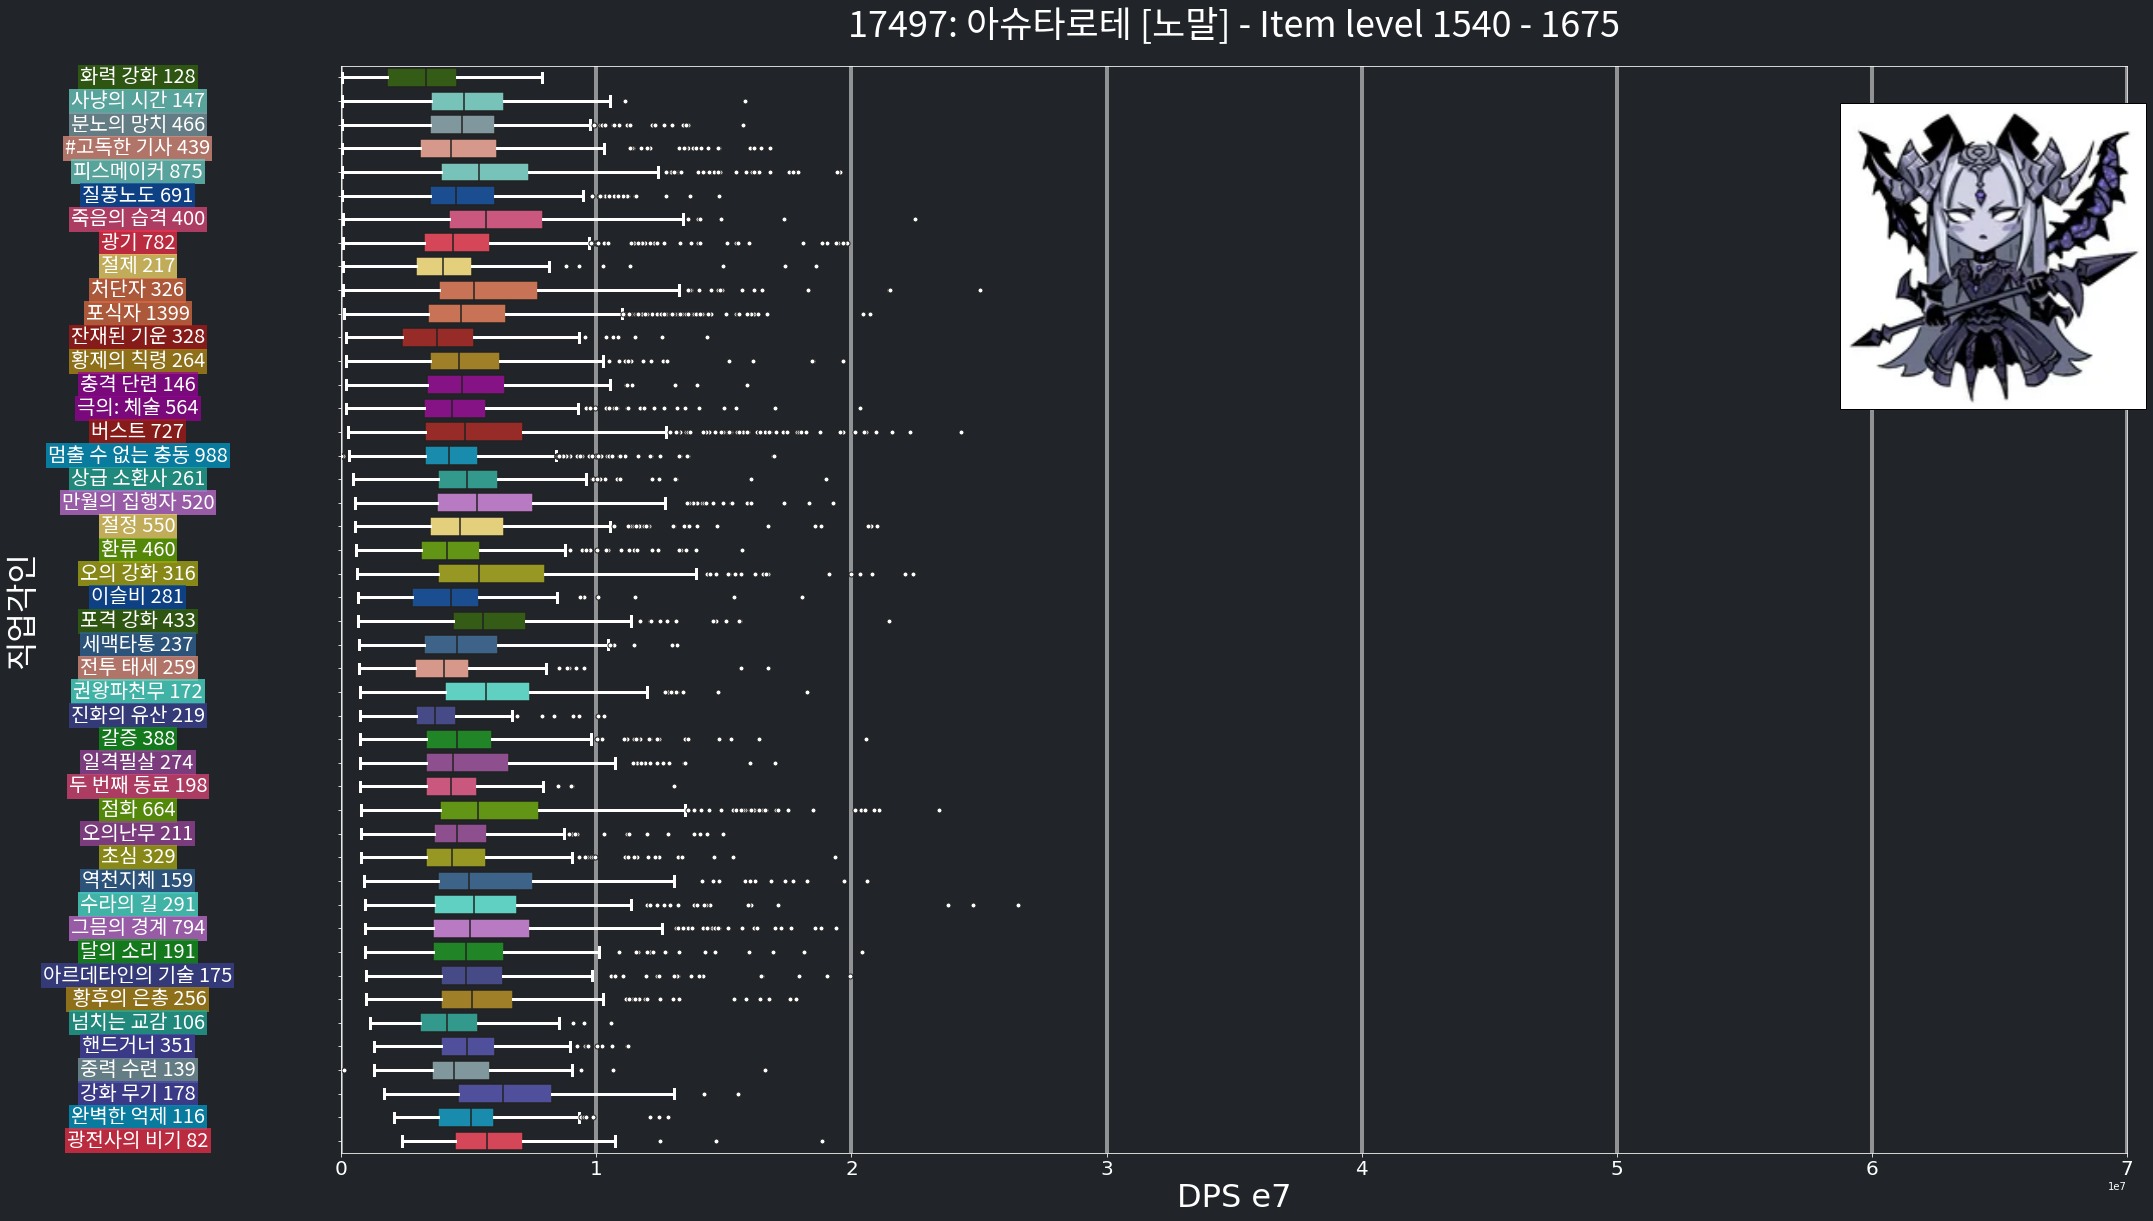 17497: 아슈타로테 [노말] - Item level 1540 - 1675
직업각인
화력 강화 128
사냥의 시간 147
분노의 망치 466
#고독한 기사 439
피스메이커 875
질풍노도 691
죽음의 습격 400
광기 782
절제 217
처단자 326
포식자 1399
잔재된 기운 328
황제의 칙령 264
충격 단련 146
극의: 체술 564
버스트 727
멈출 수 없는 충동 988
상급 소환사 261
만월의 집행자 520
절정 550
환류 460
오의 강화 316
이슬비 281
포격 강화 433
세맥타통 237
전투 태세 259
권왕파천무 172
진화의 유산 219
갈증 388
일격필살 274
두 번째 동료 198
점화 664
오의난무 211
초심 329
역천지체 159
수라의 길 291
그믐의 경계 794
달의 소리 191
아르데타인의 기술 175
황후의 은총 256
넘치는 교감 106
핸드거너 351
중력 수련 139
강화 무기 178
완벽한 억제 116
광전사의 비기 82
0 1 2 3 4 5 6 7
1e7
DPS e7